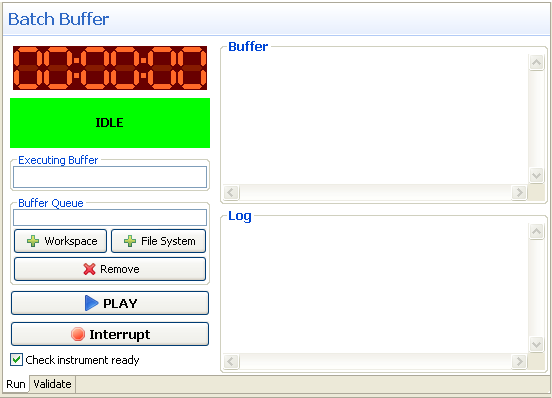 Batch Buffer
00:00:00
IDLE
Executing Buffer
Buffer Queue
Workspace
File System
Remove
PLAY
Interrupt
Check instrument ready
Buffer
Log
Run
Validate